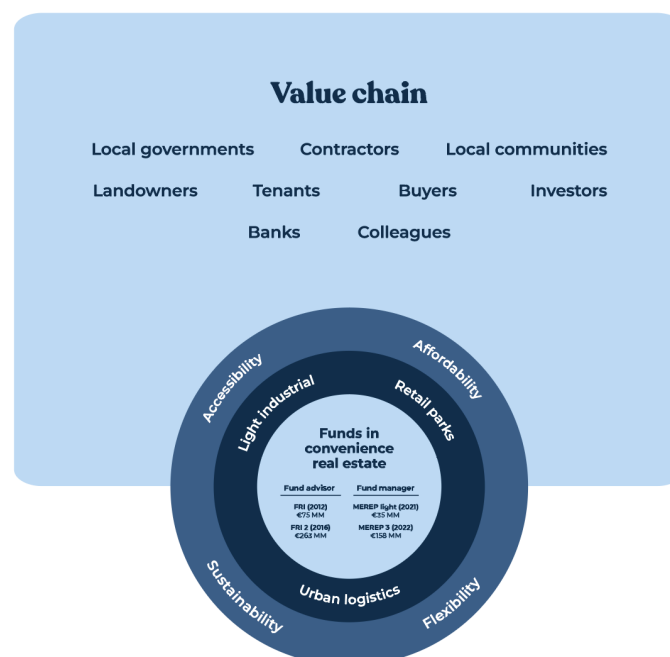 Value chain
Local governments Contractors Local communities
Landowners Tenants Buyers Investors
Banks Colleagues
Accessibility
Affordability
Light industrial
Retail parks
Funds in
convenience
real estate
Fund advisor Fund manager
FRI (2012) MEREP light (2021)
€75 MM €35 MM
FRI 2 (2016) MEREP 3 (2022)
€263 MM €158 MM
Urban logistics
Sustainability
Flexibility